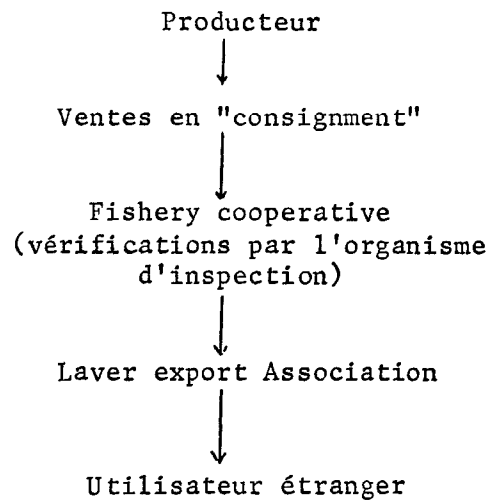 Producteur
Ventes en "consignment"
Fishery cooperative
(vérifications par l'organisme
d'inspection)
Laver export Association
Utilisateur étranger